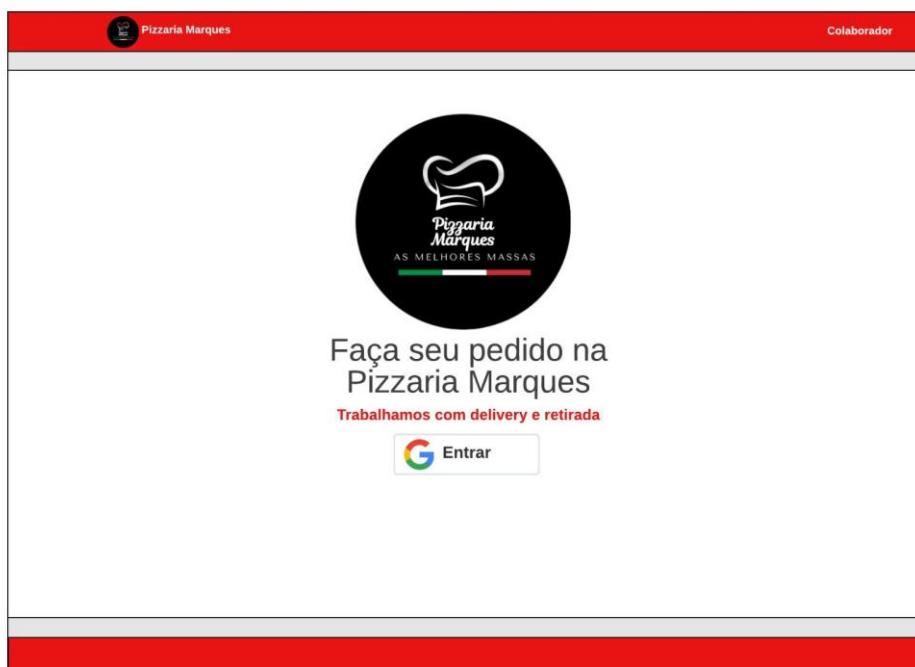 Pizzaria Marques
Colaborador
Pizzaria
Marques
AS MELHORES MASSAS
Faça seu pedido na
Pizzaria Marques
Trabalhamos com delivery e retirada
Entrar